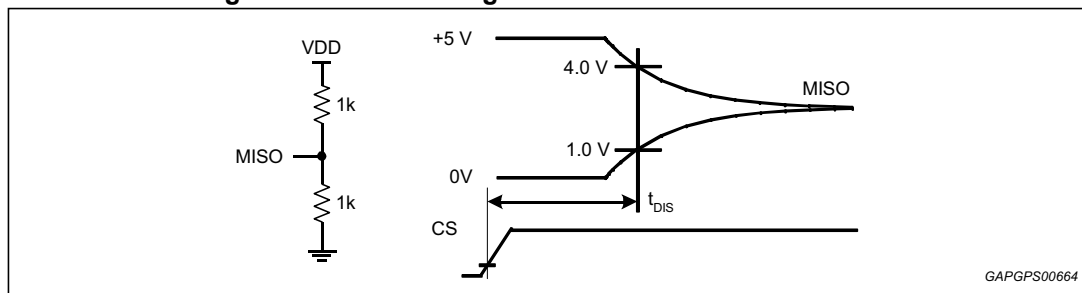 +5 V
VDD
4.0 V
1k
MISO
MISO
1.0 V
1k
0V
tDIS
CS
GAPGPS00664